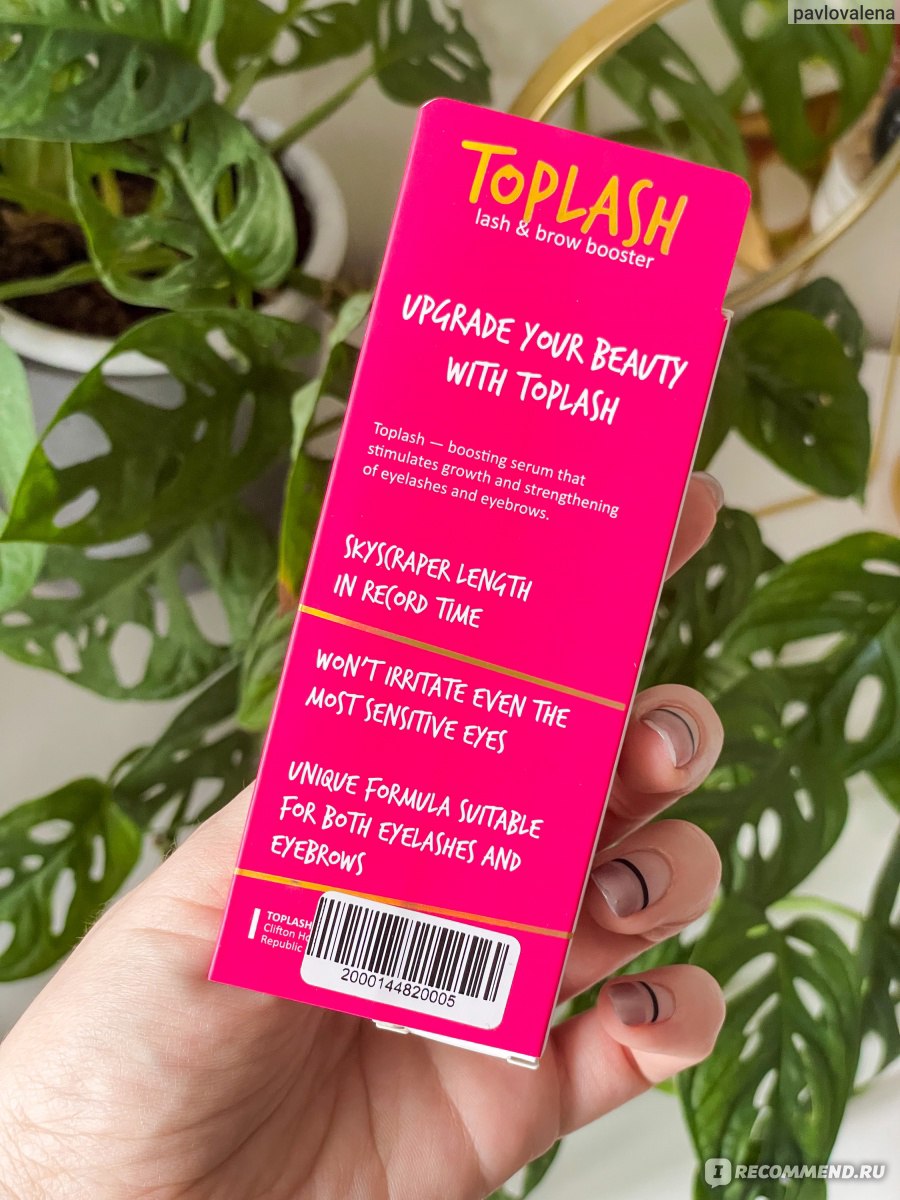 pavlovalena
TOPLASH
lash & brow booster
UPGRADE YOUR BEAUTY
WITH TOPLASH
Toplash — boosting serum that
stimulates growth and strengthening
of eyelashes and eyebrows.
SKYSCRAPER LENGTH
IN RECORD TIME
WON'T IRRITATE EVEN THE
MOST SENSITIVE EYES
UNIQUE FORMULA SUITABLE
FOR BOTH EYELASHES AND
EYEBROWS
TOPLASH
Clifton
Republic
2000144820005
I RECOMMEND.RU